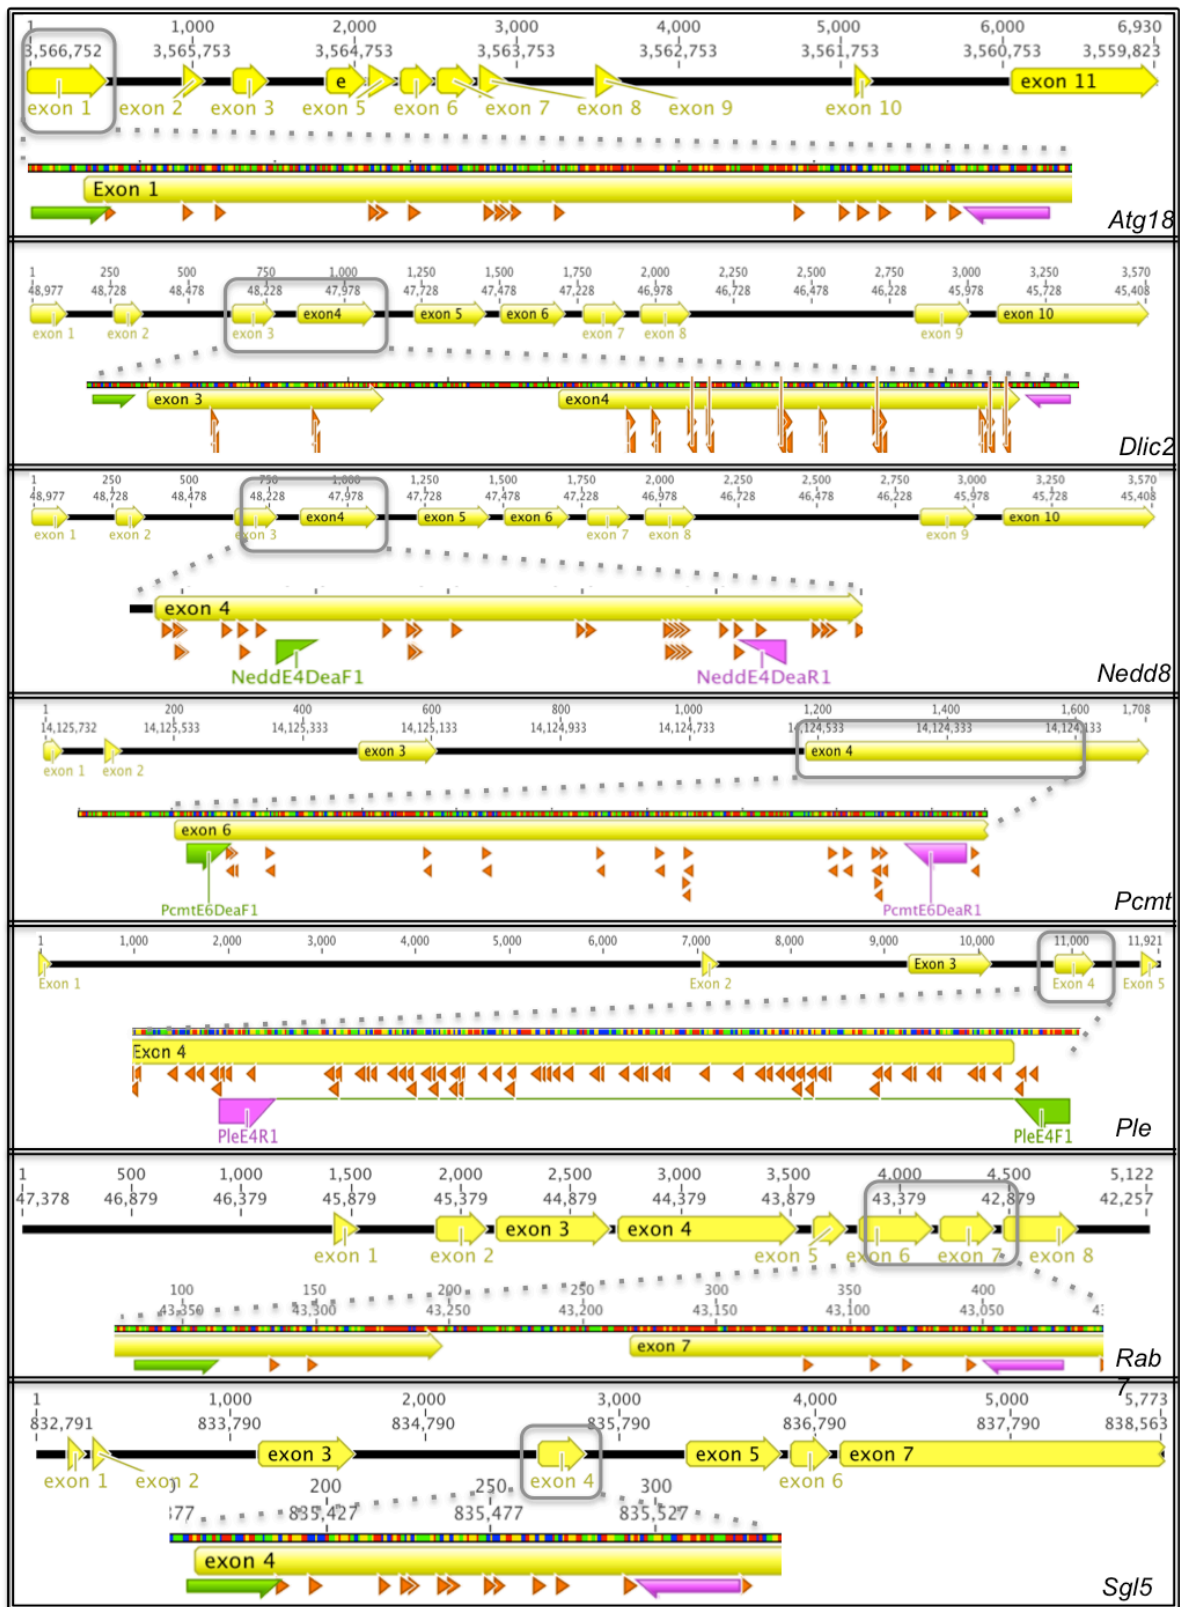 1 1,000 2,000 3,000 4,000 5,000 6,000 6,930
3,566,752 3,565,753 3,564,753 3,563,753 3,562,753 3,561,753 3,560,753 3,559,823
e exon 11
exon 1 exon 2 exon 3 exon 5 exon 6 exon 7 exon 8 exon 9 exon 10
Exon 1
Atg18
1 250 500 750 1,000 1,250 1,500 1,750 2,000 2,250 2,500 2,750 3,000 3,250 3,570
48,977 48,728 48,478 48,228 47,978 47,728 47,478 47,228 46,978 46,728 46,478 46,228 45,978 45,728 45,408
exon4 exon 5 exon 6 exon 10
exon 1 exon 2 exon 3 exon 7 exon 8 exon 9
exon 3 exon4
Dlic2
1 250 500 750 1,000 1,250 1,500 1,750 2,000 2,250 2,500 2,750 3,000 3,250 3,570
48,977 48,728 48,478 48,228 47,978 47,728 47,478 47,228 46,978 46,728 46,478 46,228 45,978 45,728 45,408
exon4 exon 5 exon 6 exon 10
exon 1 exon 2 exon 3 exon 7 exon 8 exon 9
exon 4
NeddE4DeaF1 NeddE4DeaR1
Nedd8
1 200 400 600 800 1,000 1,200 1,400 1,600 1,708
14,125,732 14,125,533 14,125,333 14,125,133 14,124,933 14,124,733 14,124,533 14,124,333 14,124,133
exon 3 exon 4
exon 1 exon 2
exon 6
PcmtE6DeaF1 PcmtE6DeaR1
Pcmt
1 1,000 2,000 3,000 4,000 5,000 6,000 7,000 8,000 9,000 10,000 11,000 11,921
Exon 3
Exon 1 Exon 2 Exon 4 Exon 5
Exon 4
PleE4R1 PleE4F1
Ple
1 500 1,000 1,500 2,000 2,500 3,000 3,500 4,000 4,500 5,122
47,378 46,879 46,379 45,879 45,379 44,879 44,379 43,879 43,379 42,879 42,257
exon 3 exon 4
exon 1 exon 2 exon 5 exon 6 exon 7 exon 8
100 150 200 250 300 350 400
43,350 43,300 43,250 43,200 43,150 43,100 43,050
exon 7
Rab
7
1 1,000 2,000 3,000 4,000 5,000 5,773
832,791 833,790 834,790 835,790 836,790 837,790 838,563
exon 3 exon 5 exon 7
exon 1 exon 2 exon 4 exon 6
200 250 300
377 835,427 835,477 835,527
exon 4
Sgl5